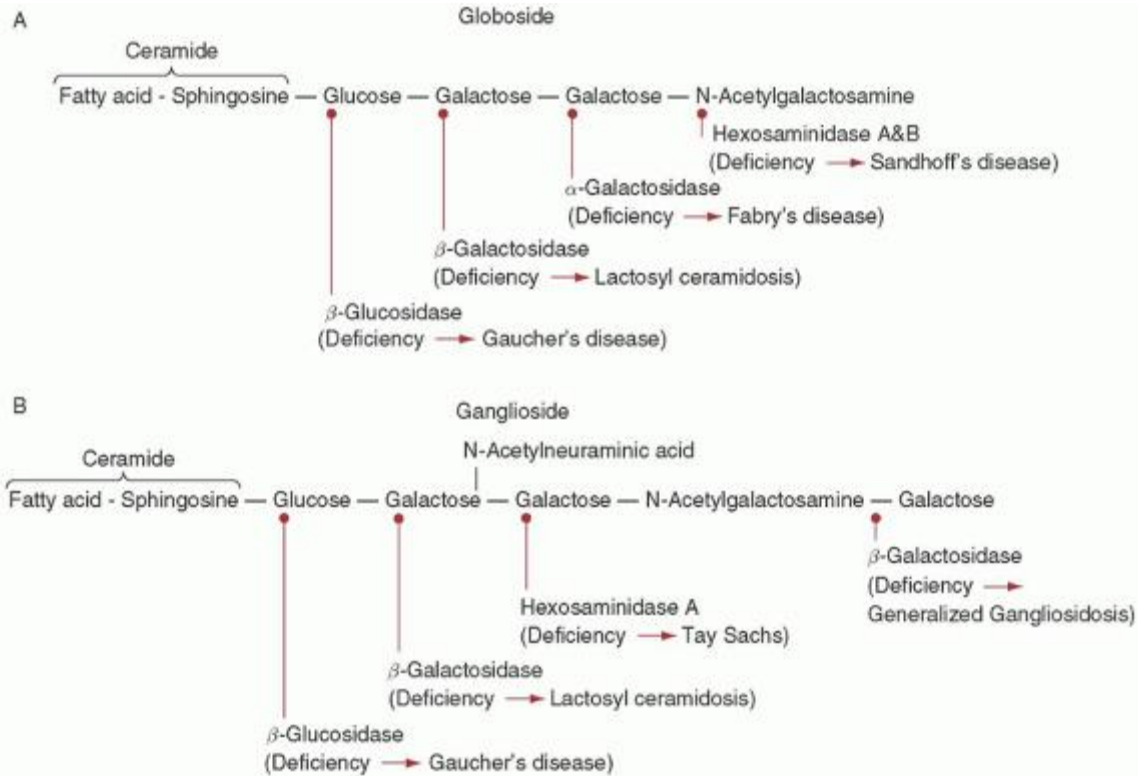 A
Globoside
Ceramide
Fatty acid - Sphingosine — Glucose — Galactose — Galactose — N-Acetylgalactosamine
Hexosaminidase A&B
(Deficiency → Sandhoff's disease)
α-Galactosidase
(Deficiency → Fabry's disease)
β-Galactosidase
(Deficiency → Lactosyl ceramidosis)
β-Glucosidase
(Deficiency → Gaucher's disease)
B
Ganglioside
N-Acetylneuraminic acid
Ceramide
Fatty acid - Sphingosine — Glucose — Galactose — Galactose — N-Acetylgalactosamine — Galactose
β-Galactosidase
(Deficiency →
Generalized Gangliosidosis)
Hexosaminidase A
(Deficiency → Tay Sachs)
β-Galactosidase
(Deficiency → Lactosyl ceramidosis)
β-Glucosidase
(Deficiency → Gaucher's disease)